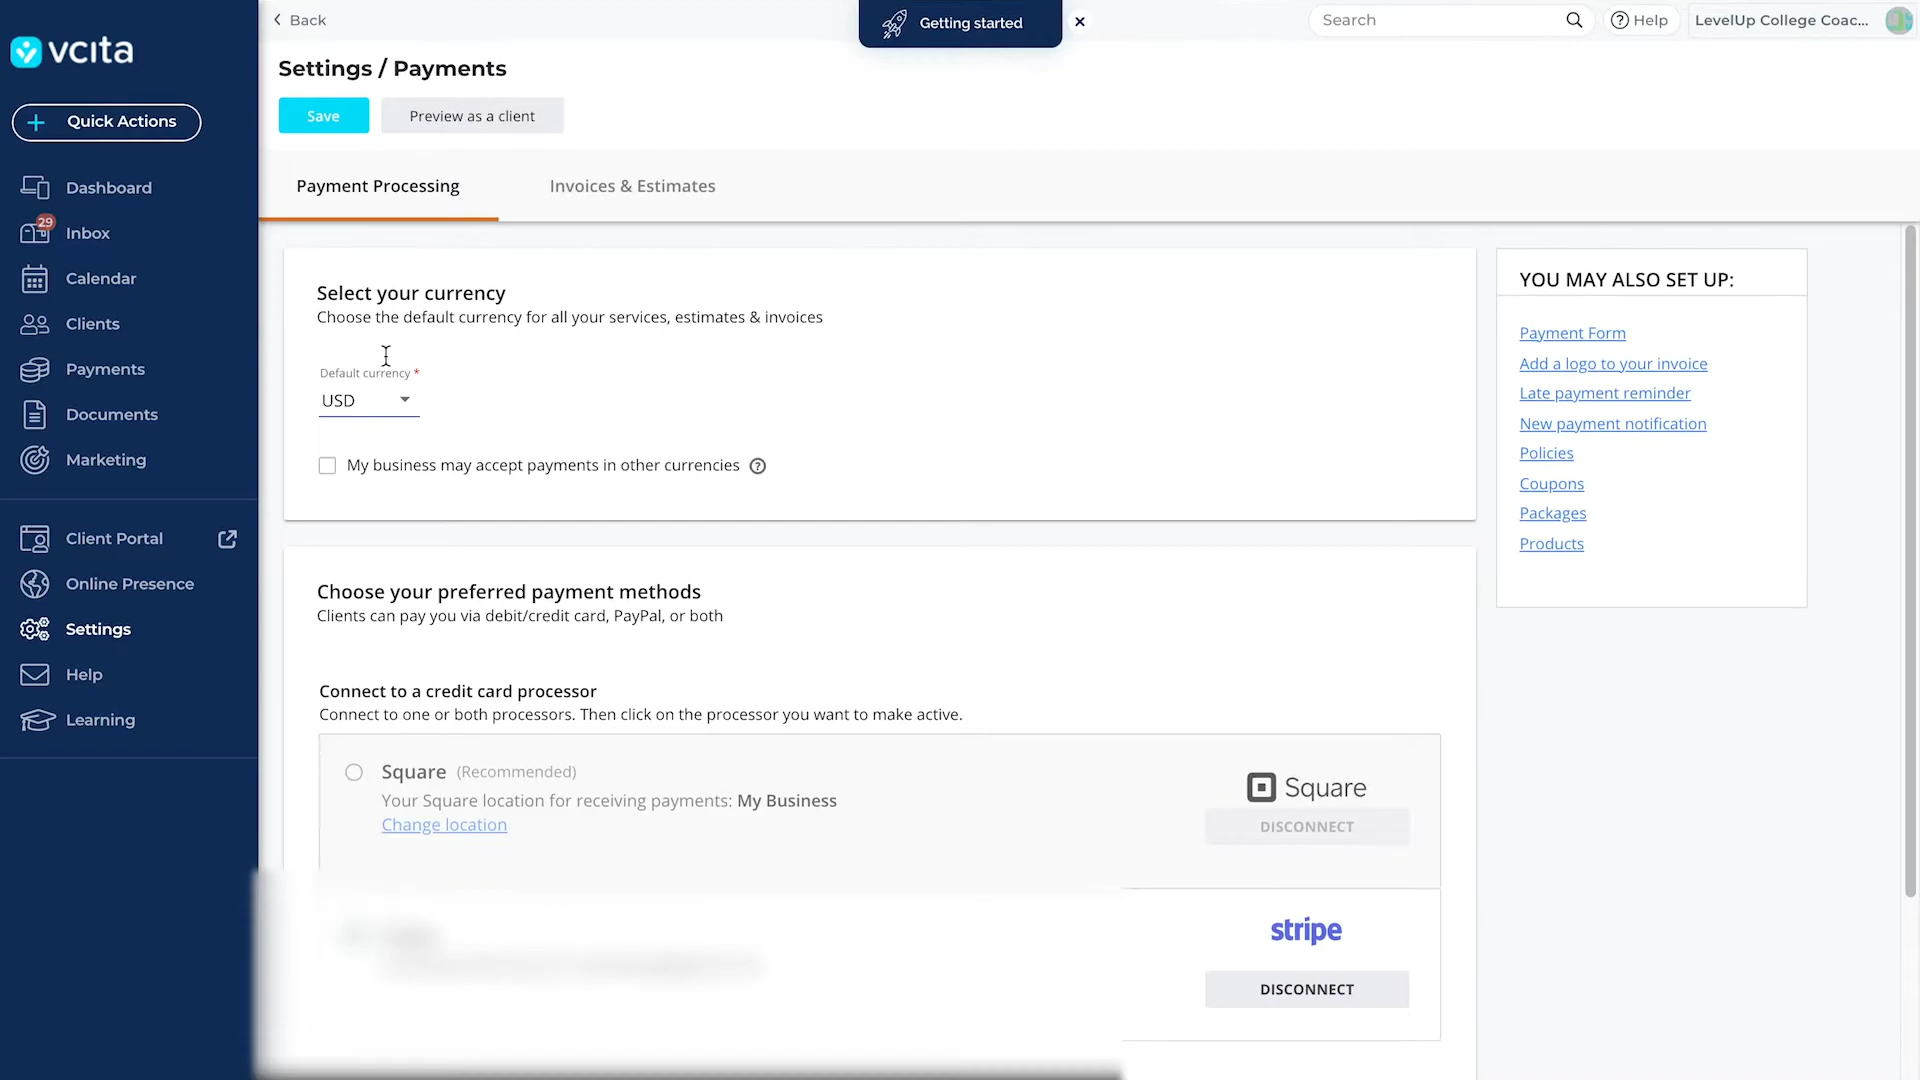 Back
Getting started
Search
Help
LevelUp College Coac...
vcita
Settings / Payments
Quick Actions
Save
Preview as a client
Dashboard
29
Inbox
Calendar
Clients
Payments
Documents
Marketing
Client Portal
Online Presence
Settings
Help
Learning
Payment Processing
Invoices & Estimates
Select your currency
Choose the default currency for all your services, estimates & invoices
Default currency *
USD
My business may accept payments in other currencies ?
YOU MAY ALSO SET UP:
Payment Form
Add a logo to your invoice
Late payment reminder
New payment notification
Policies
Coupons
Packages
Products
Choose your preferred payment methods
Clients can pay you via debit/credit card, PayPal, or both
Connect to a credit card processor
Connect to one or both processors. Then click on the processor you want to make active.
Square (Recommended)
Your Square location for receiving payments: My Business
Change location
Square
DISCONNECT
stripe
DISCONNECT